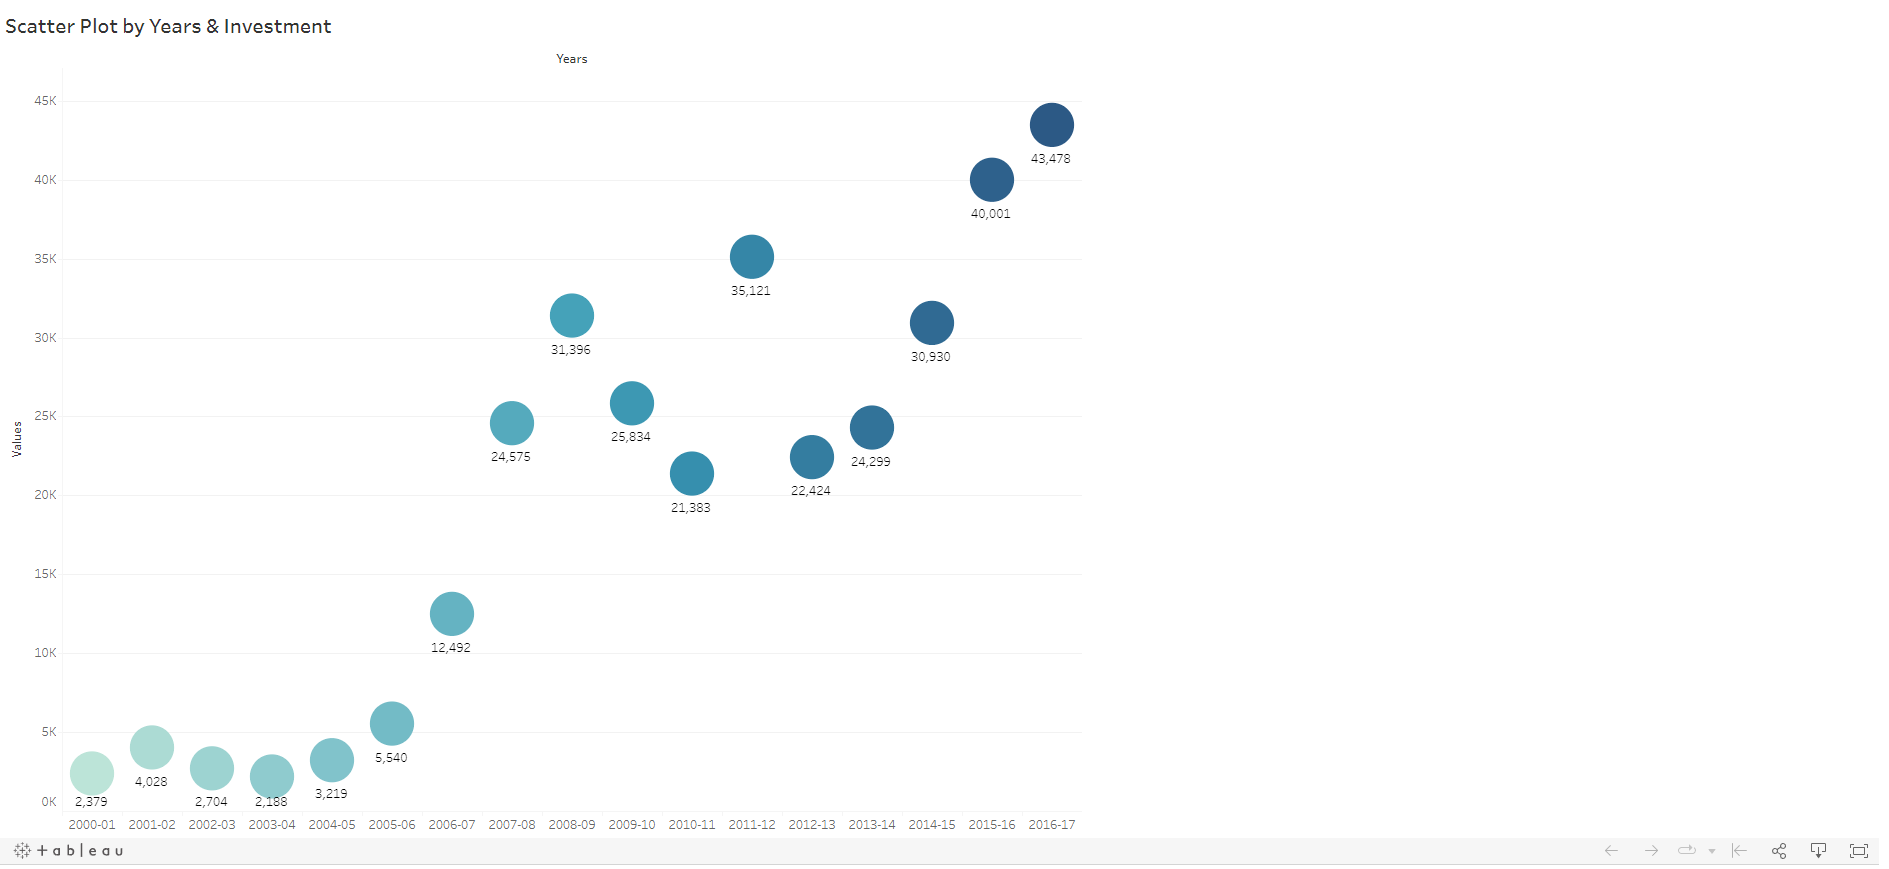 Scatter Plot by Years & Investment
Years
45K
43,478
40K
40,001
35K
35,121
30K
31,396
30,930
Values
25K
25,834
24,575
24,299
22,424
20K
21,383
15K
12,492
10K
5K
5,540
4,028
3,219
0K
2,379
2,704
2,188
2000-01 2001-02 2002-03 2003-04 2004-05 2005-06 2006-07 2007-08 2008-09 2009-10 2010-11 2011-12 2012-13 2013-14 2014-15 2015-16 2016-17
+ableau